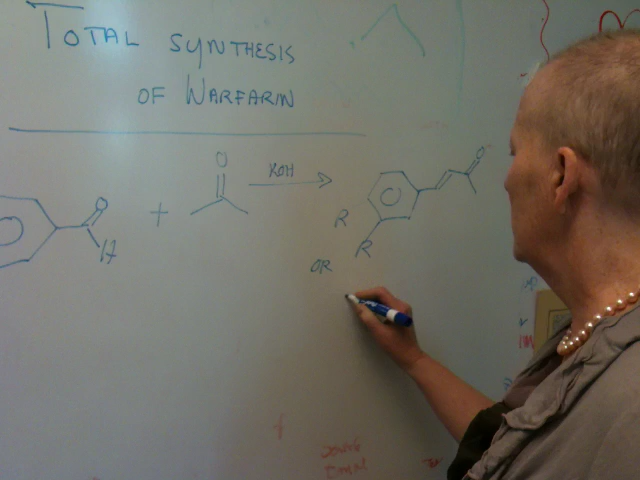 TOTAL SYNTHESIS
OF WARFARIN
O
O
KOH
O
+
H
R
R
OR